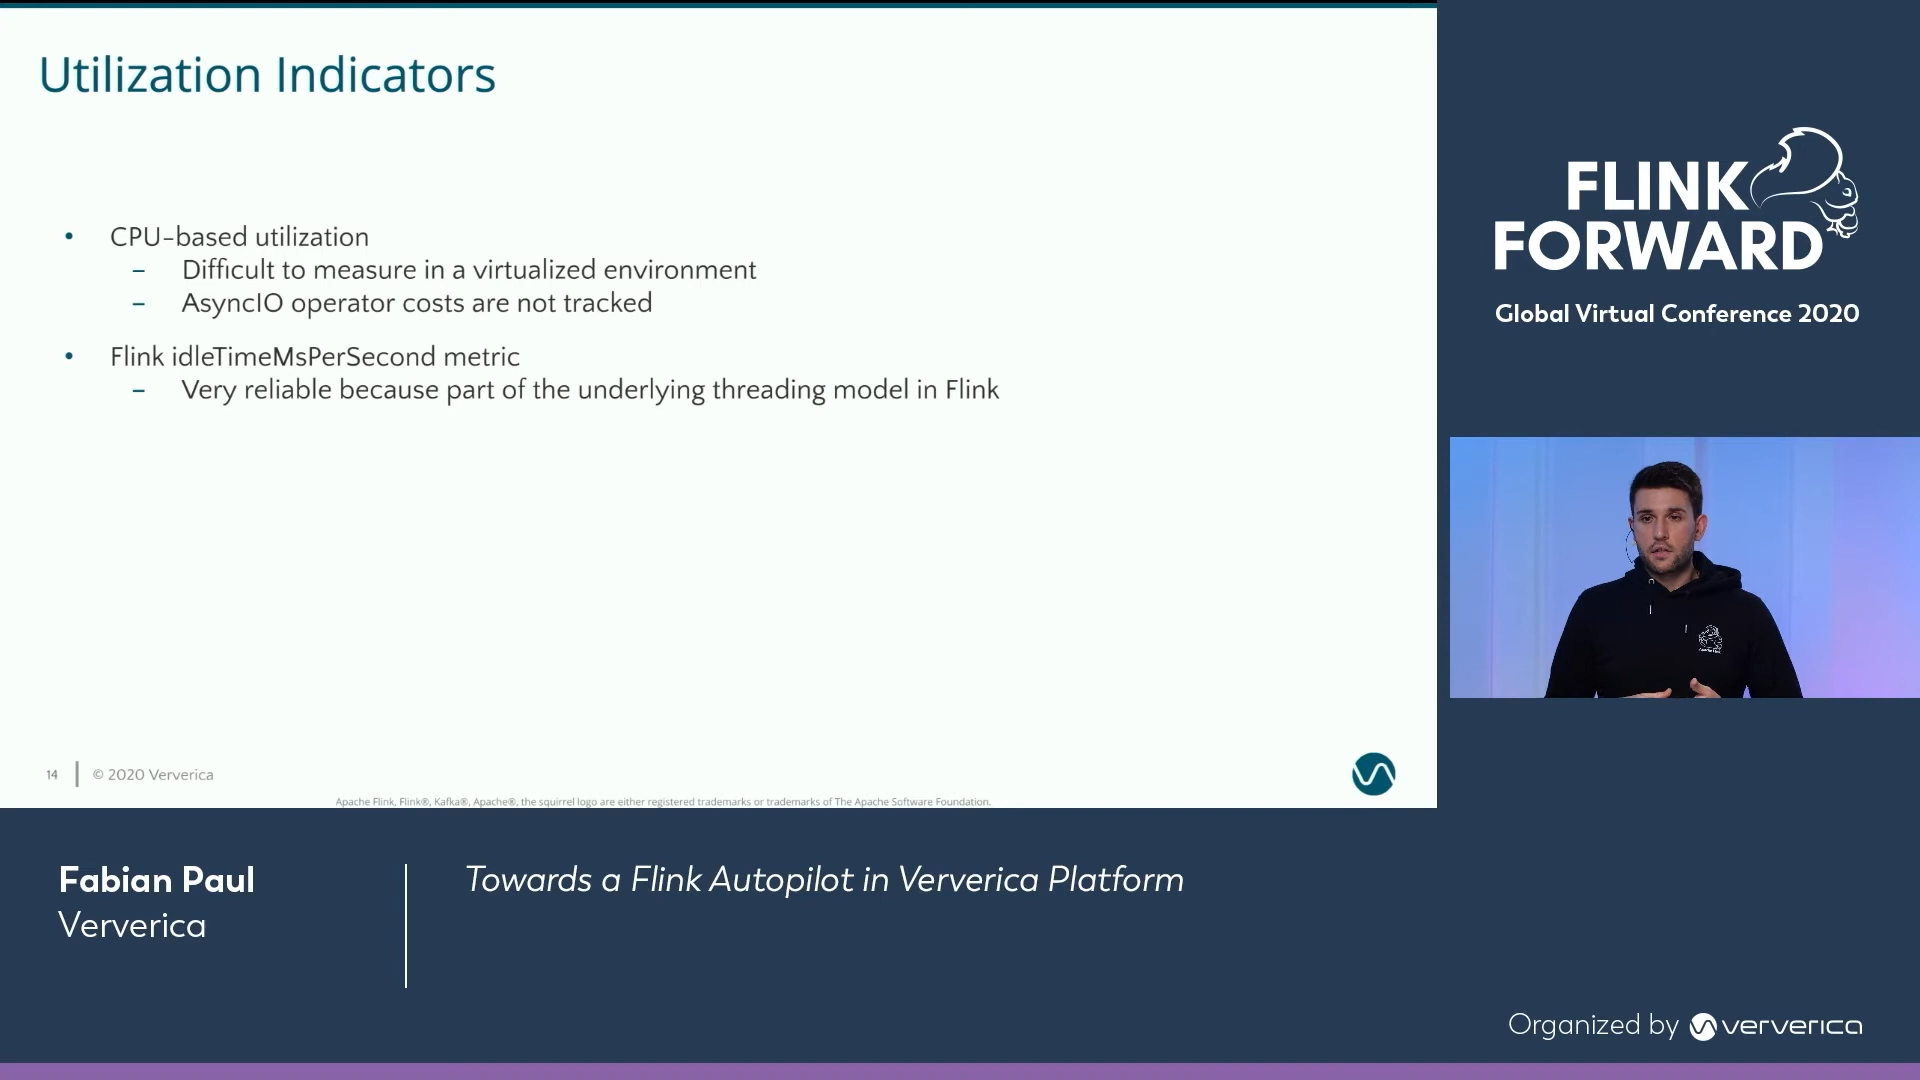 Utilization Indicators
• CPU-based utilization
– Difficult to measure in a virtualized environment
– AsyncIO operator costs are not tracked
• Flink idleTimeMsPerSecond metric
– Very reliable because part of the underlying threading model in Flink
14 © 2020 Ververica
Apache Flink, Flink®, Kafka®, Apache®, the squirrel logo are either registered trademarks or trademarks of The Apache Software Foundation.
FLINK
FORWARD
Global Virtual Conference 2020
Fabian Paul
Ververica
Towards a Flink Autopilot in Ververica Platform
Organized by ververica